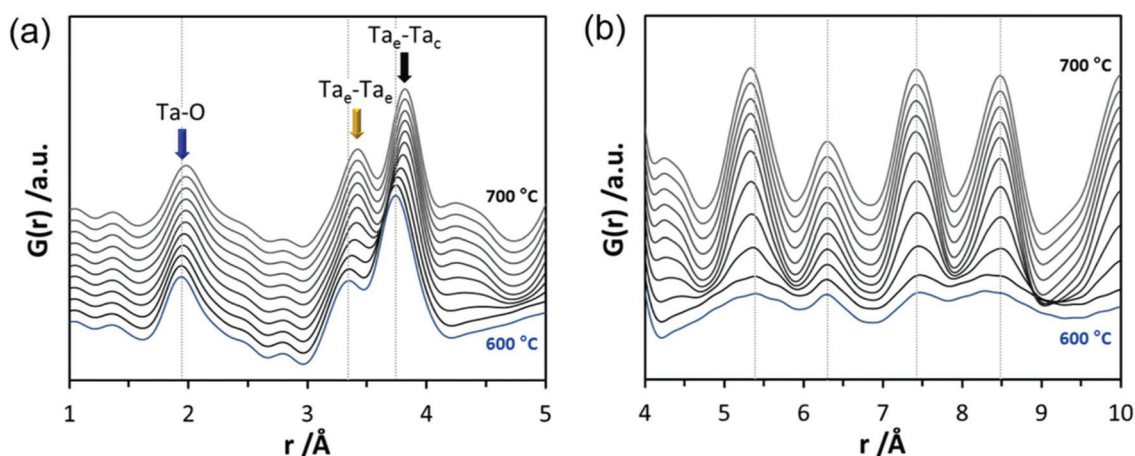 (a)
Ta-O
Taₑ-Taₑ
Taₑ-Ta꜀
700 °C
600 °C
G(r) /a.u.
1 2 3 4 5
r /Å
(b)
700 °C
600 °C
G(r) /a.u.
4 5 6 7 8 9 10
r /Å